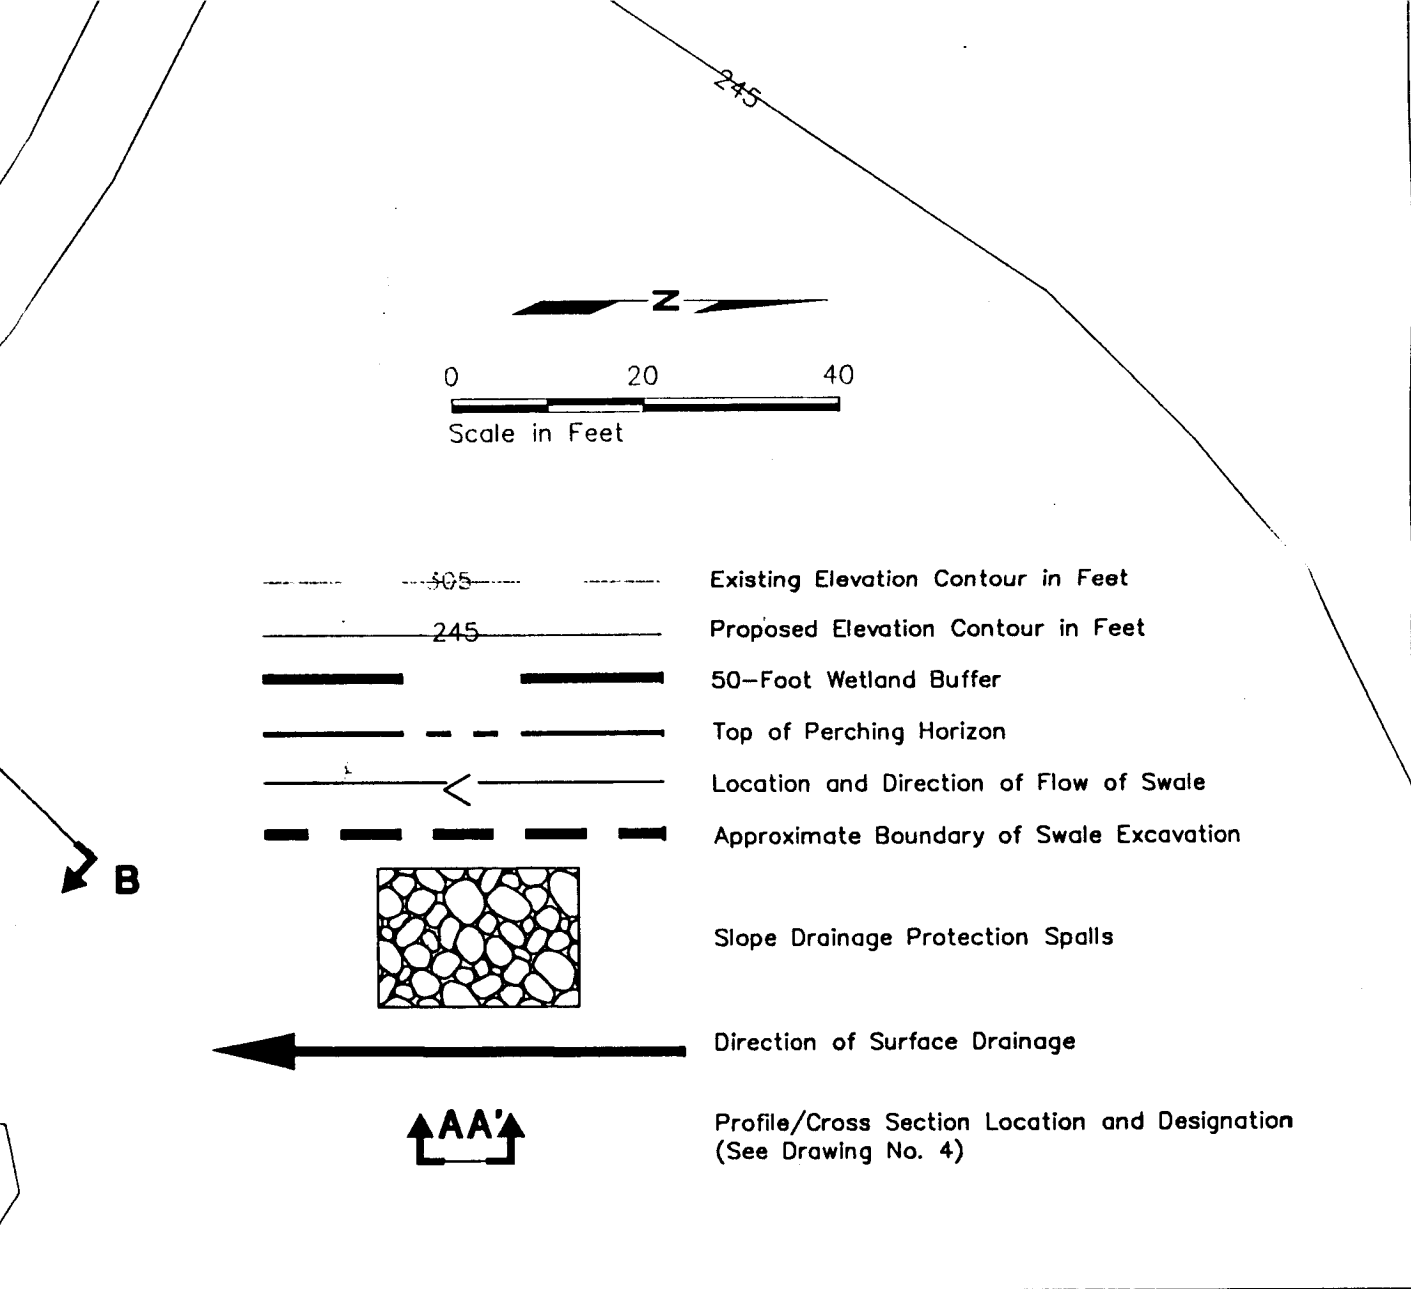 245
N
0 20 40
Scale in Feet
305 Existing Elevation Contour in Feet
245 Proposed Elevation Contour in Feet
50-Foot Wetland Buffer
Top of Perching Horizon
Location and Direction of Flow of Swale
Approximate Boundary of Swale Excavation
B
Slope Drainage Protection Spalls
Direction of Surface Drainage
AA' Profile/Cross Section Location and Designation
(See Drawing No. 4)